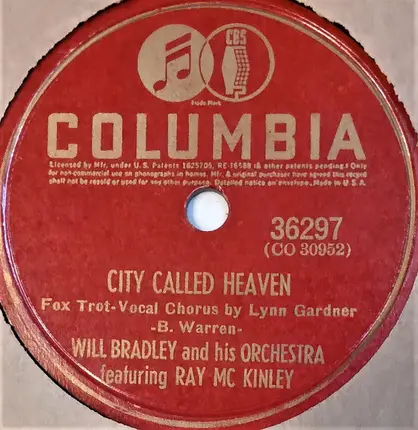 CBS
Trade Mark
COLUMBIA
Licensed by Mfr. under U.S. Patents 1625705, RE-16588 (& other patents pending.) Only
for non-commercial use on phonographs in homes. Mfr. & original purchaser have agreed this record
shall not be resold or used for any other purpose. Detailed notice on envelope. Made in U.S.A.
36297
(CO 30952)
CITY CALLED HEAVEN
Fox Trot-Vocal Chorus by Lynn Gardner
-B. Warren-
WILL BRADLEY and his ORCHESTRA
featuring RAY MC KINLEY